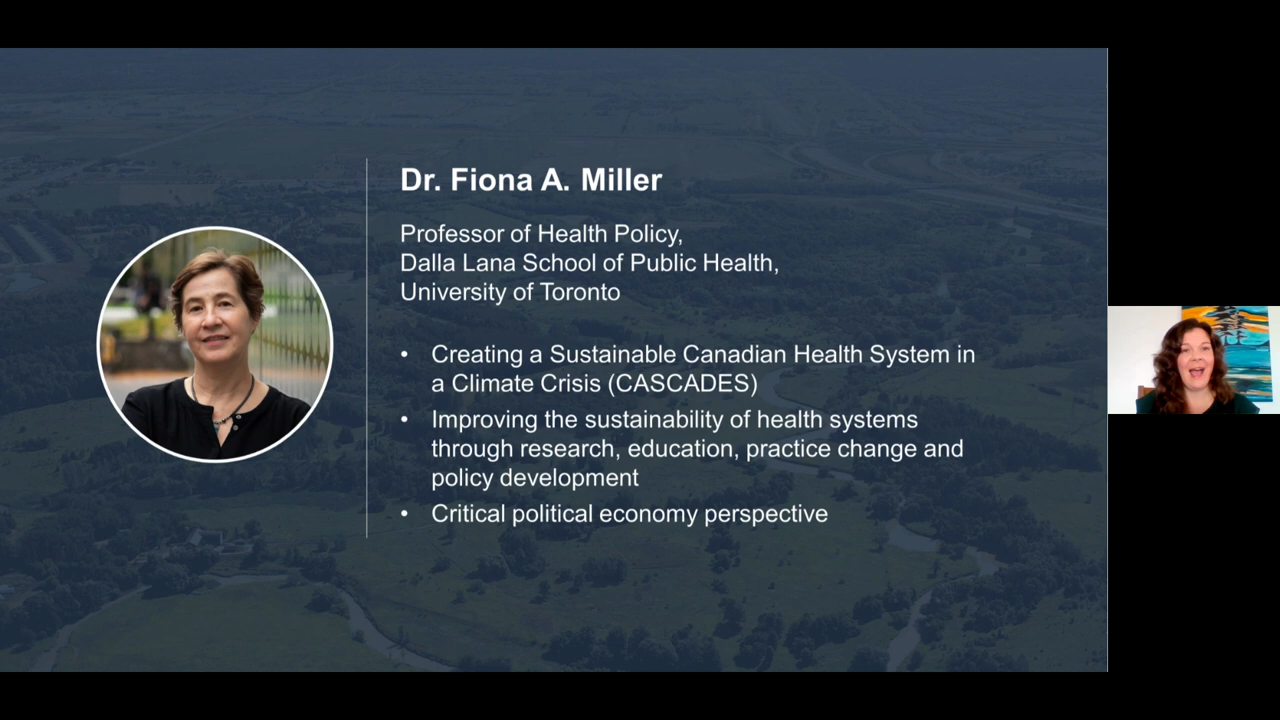 Dr. Fiona A. Miller
Professor of Health Policy,
Dalla Lana School of Public Health,
University of Toronto
• Creating a Sustainable Canadian Health System in
a Climate Crisis (CASCADES)
• Improving the sustainability of health systems
through research, education, practice change and
policy development
• Critical political economy perspective